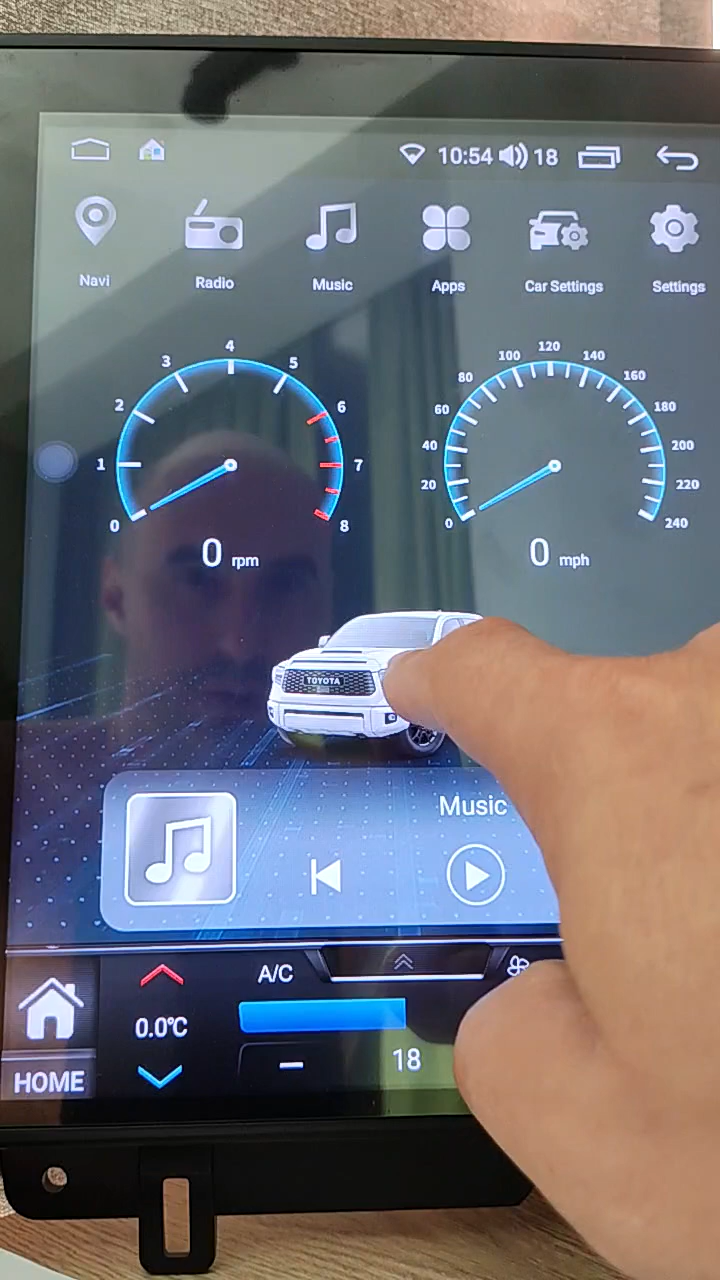 10:54 18
Navi Radio Music Apps Car Settings Settings
0 1 2 3 4 5 6 7 8
0 rpm
0 20 40 60 80 100 120 140 160 180 200 220 240
0 mph
TOYOTA
Music
A/C
0.0°C
18
HOME